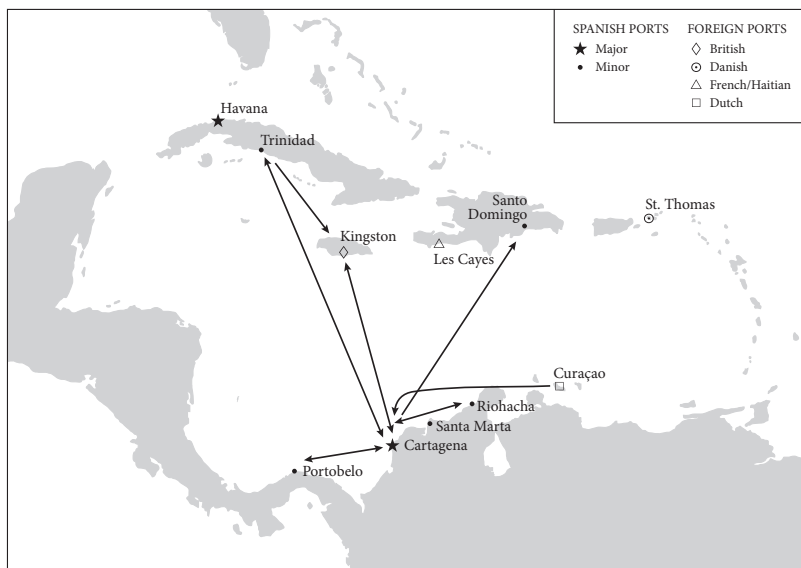 SPANISH PORTS
Major
Minor
FOREIGN PORTS
British
Danish
French/Haitian
Dutch
Havana
Trinidad
Santo
Domingo
St. Thomas
Kingston
Les Cayes
Curaçao
Riohacha
Santa Marta
Cartagena
Portobelo